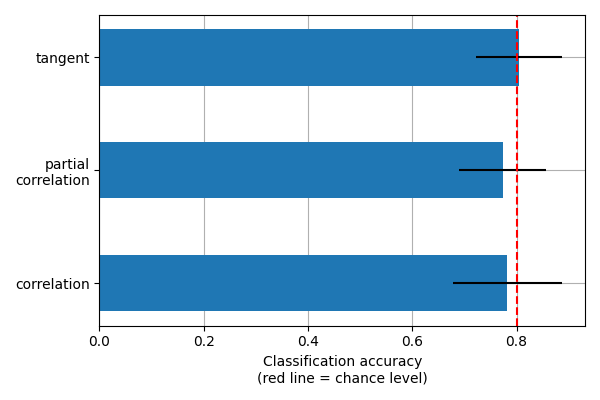 tangent
partial
correlation
correlation
0.0 0.2 0.4 0.6 0.8
Classification accuracy
(red line = chance level)